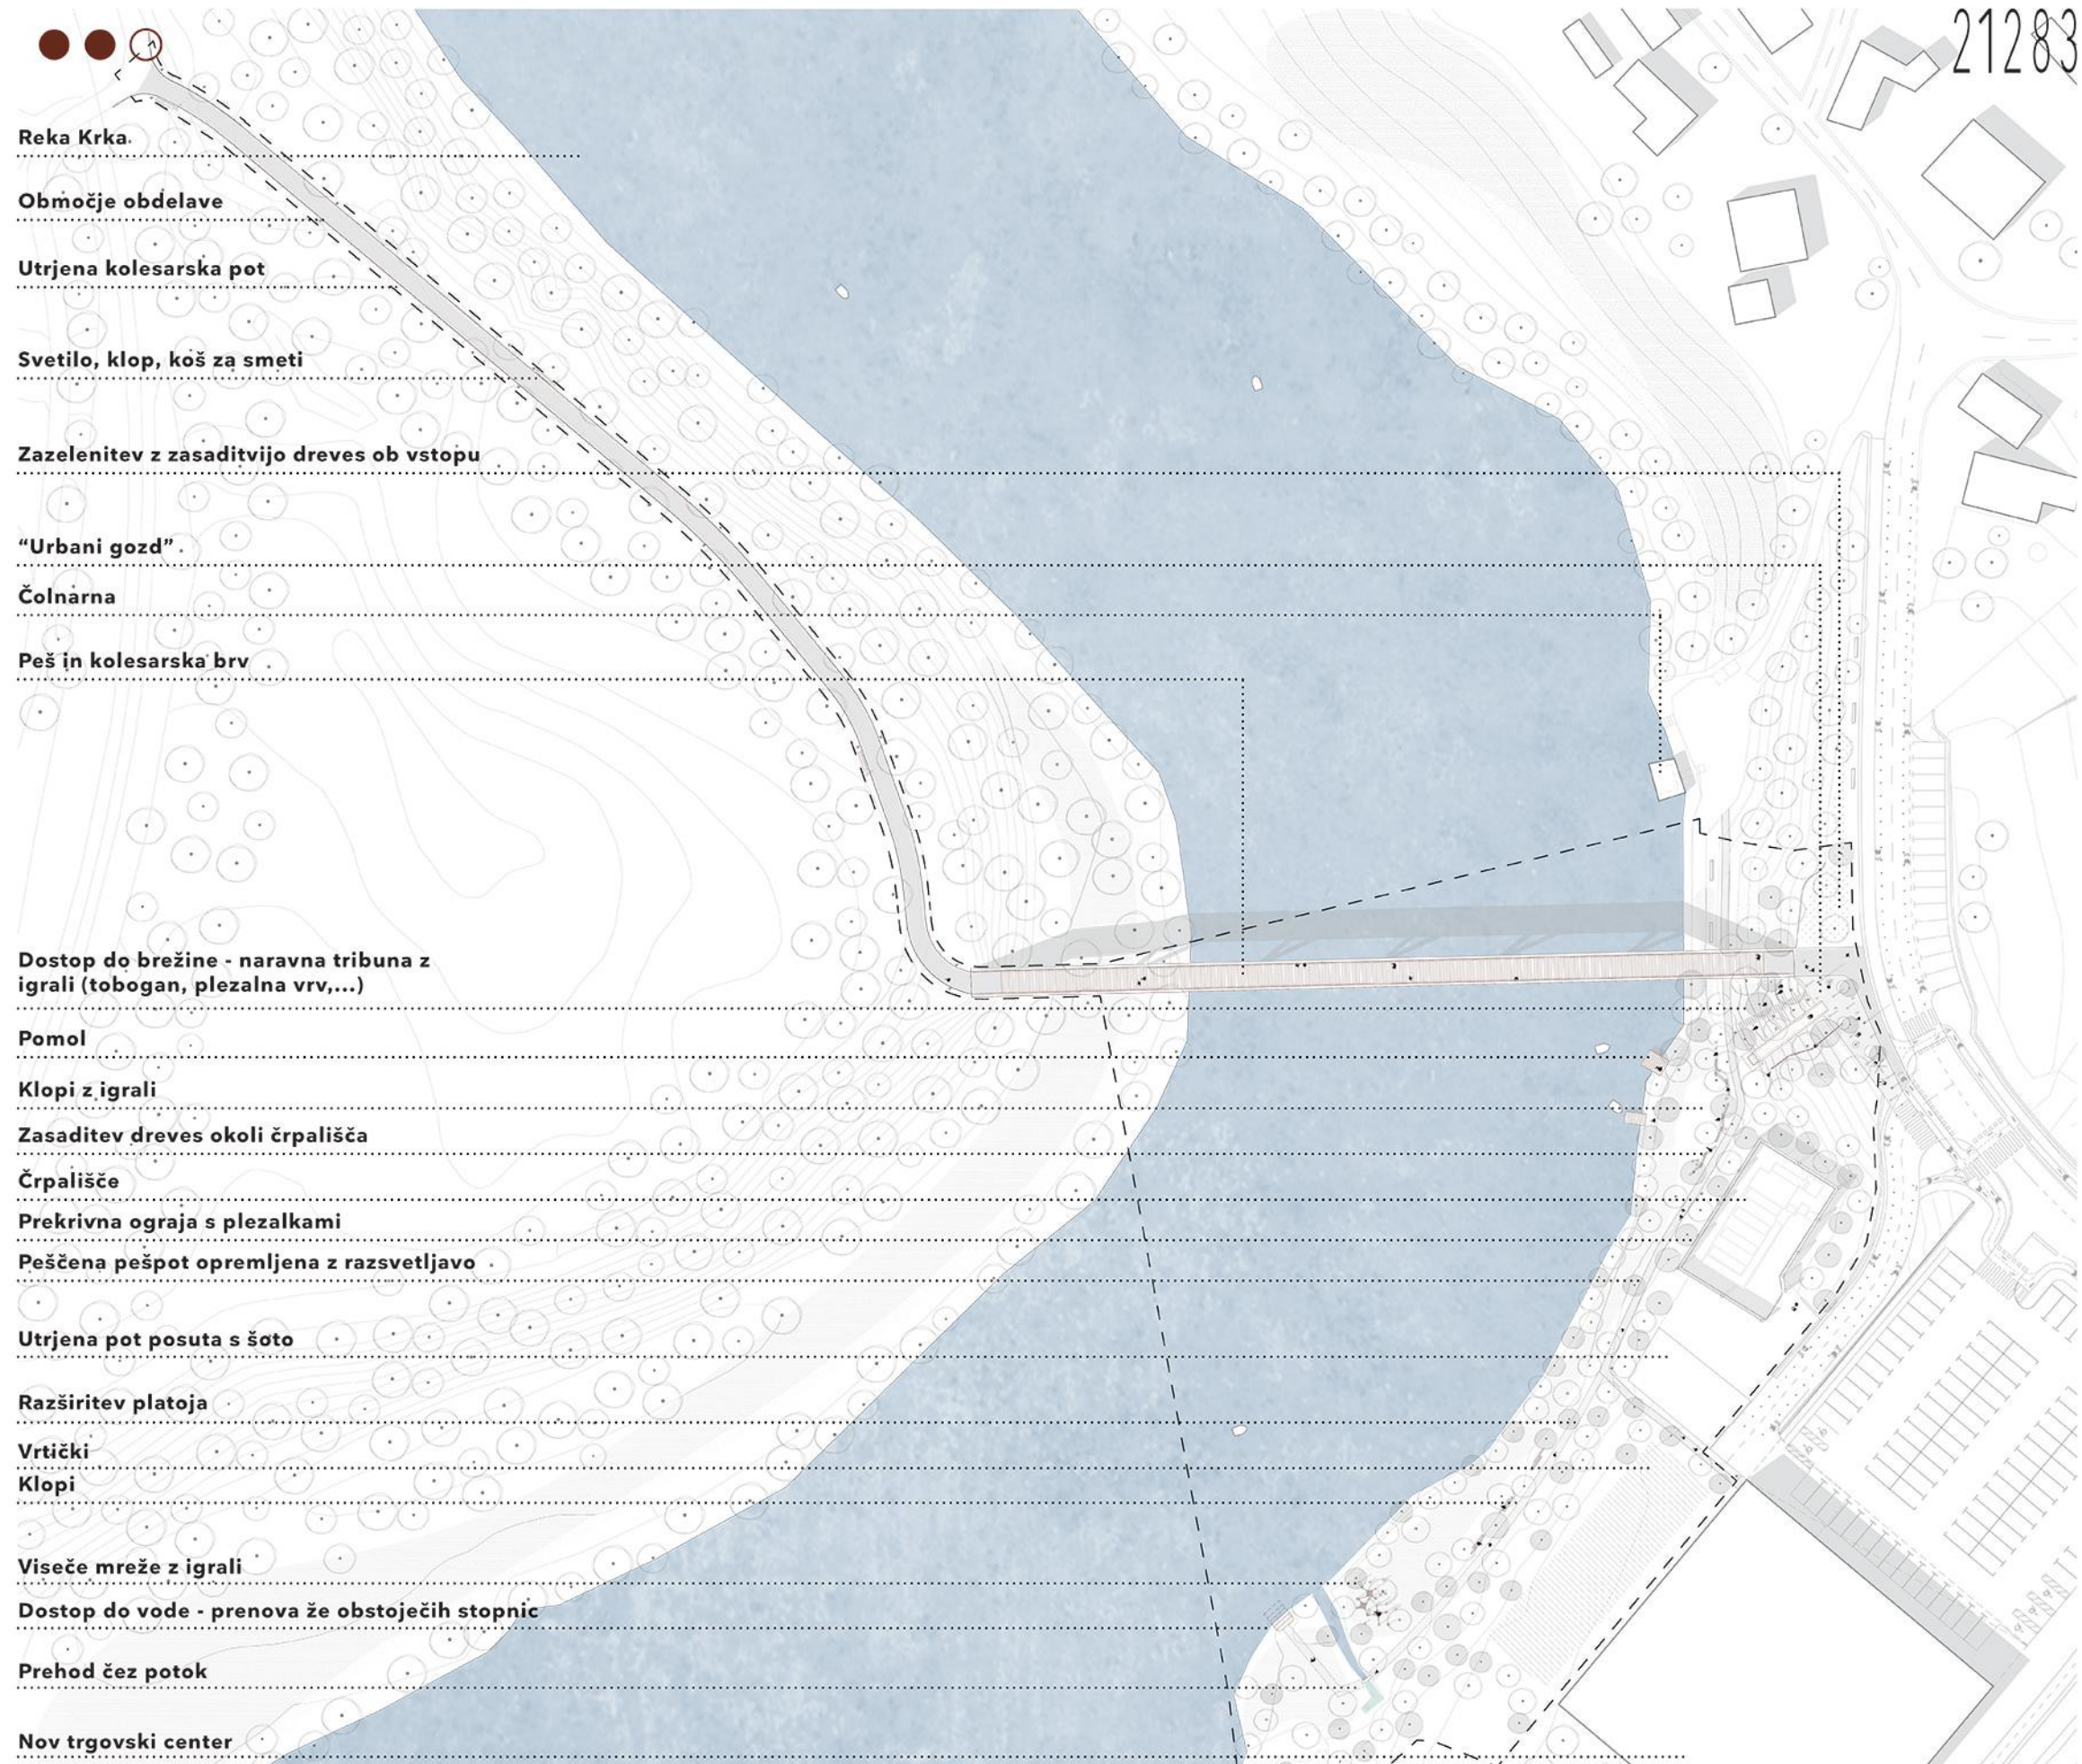 21283
Reka Krka
Območje obdelave
Utrjena kolesarska pot
Svetilo, klop, koš za smeti
Zazelenitev z zasaditvijo dreves ob vstopu
“Urbani gozd”
Čolnarna
Peš in kolesarska brv
Dostop do brežine - naravna tribuna z
igrali (tobogan, plezalna vrv,...)
Pomol
Klopi z igrali
Zasaditev dreves okoli črpališča
Črpališče
Prekrivna ograja s plezalkami
Peščena pešpot opremljena z razsvetljavo
Utrjena pot posuta s šoto
Razširitev platoja
Vrtički
Klopi
Viseče mreže z igrali
Dostop do vode - prenova že obstoječih stopnic
Prehod čez potok
Nov trgovski center